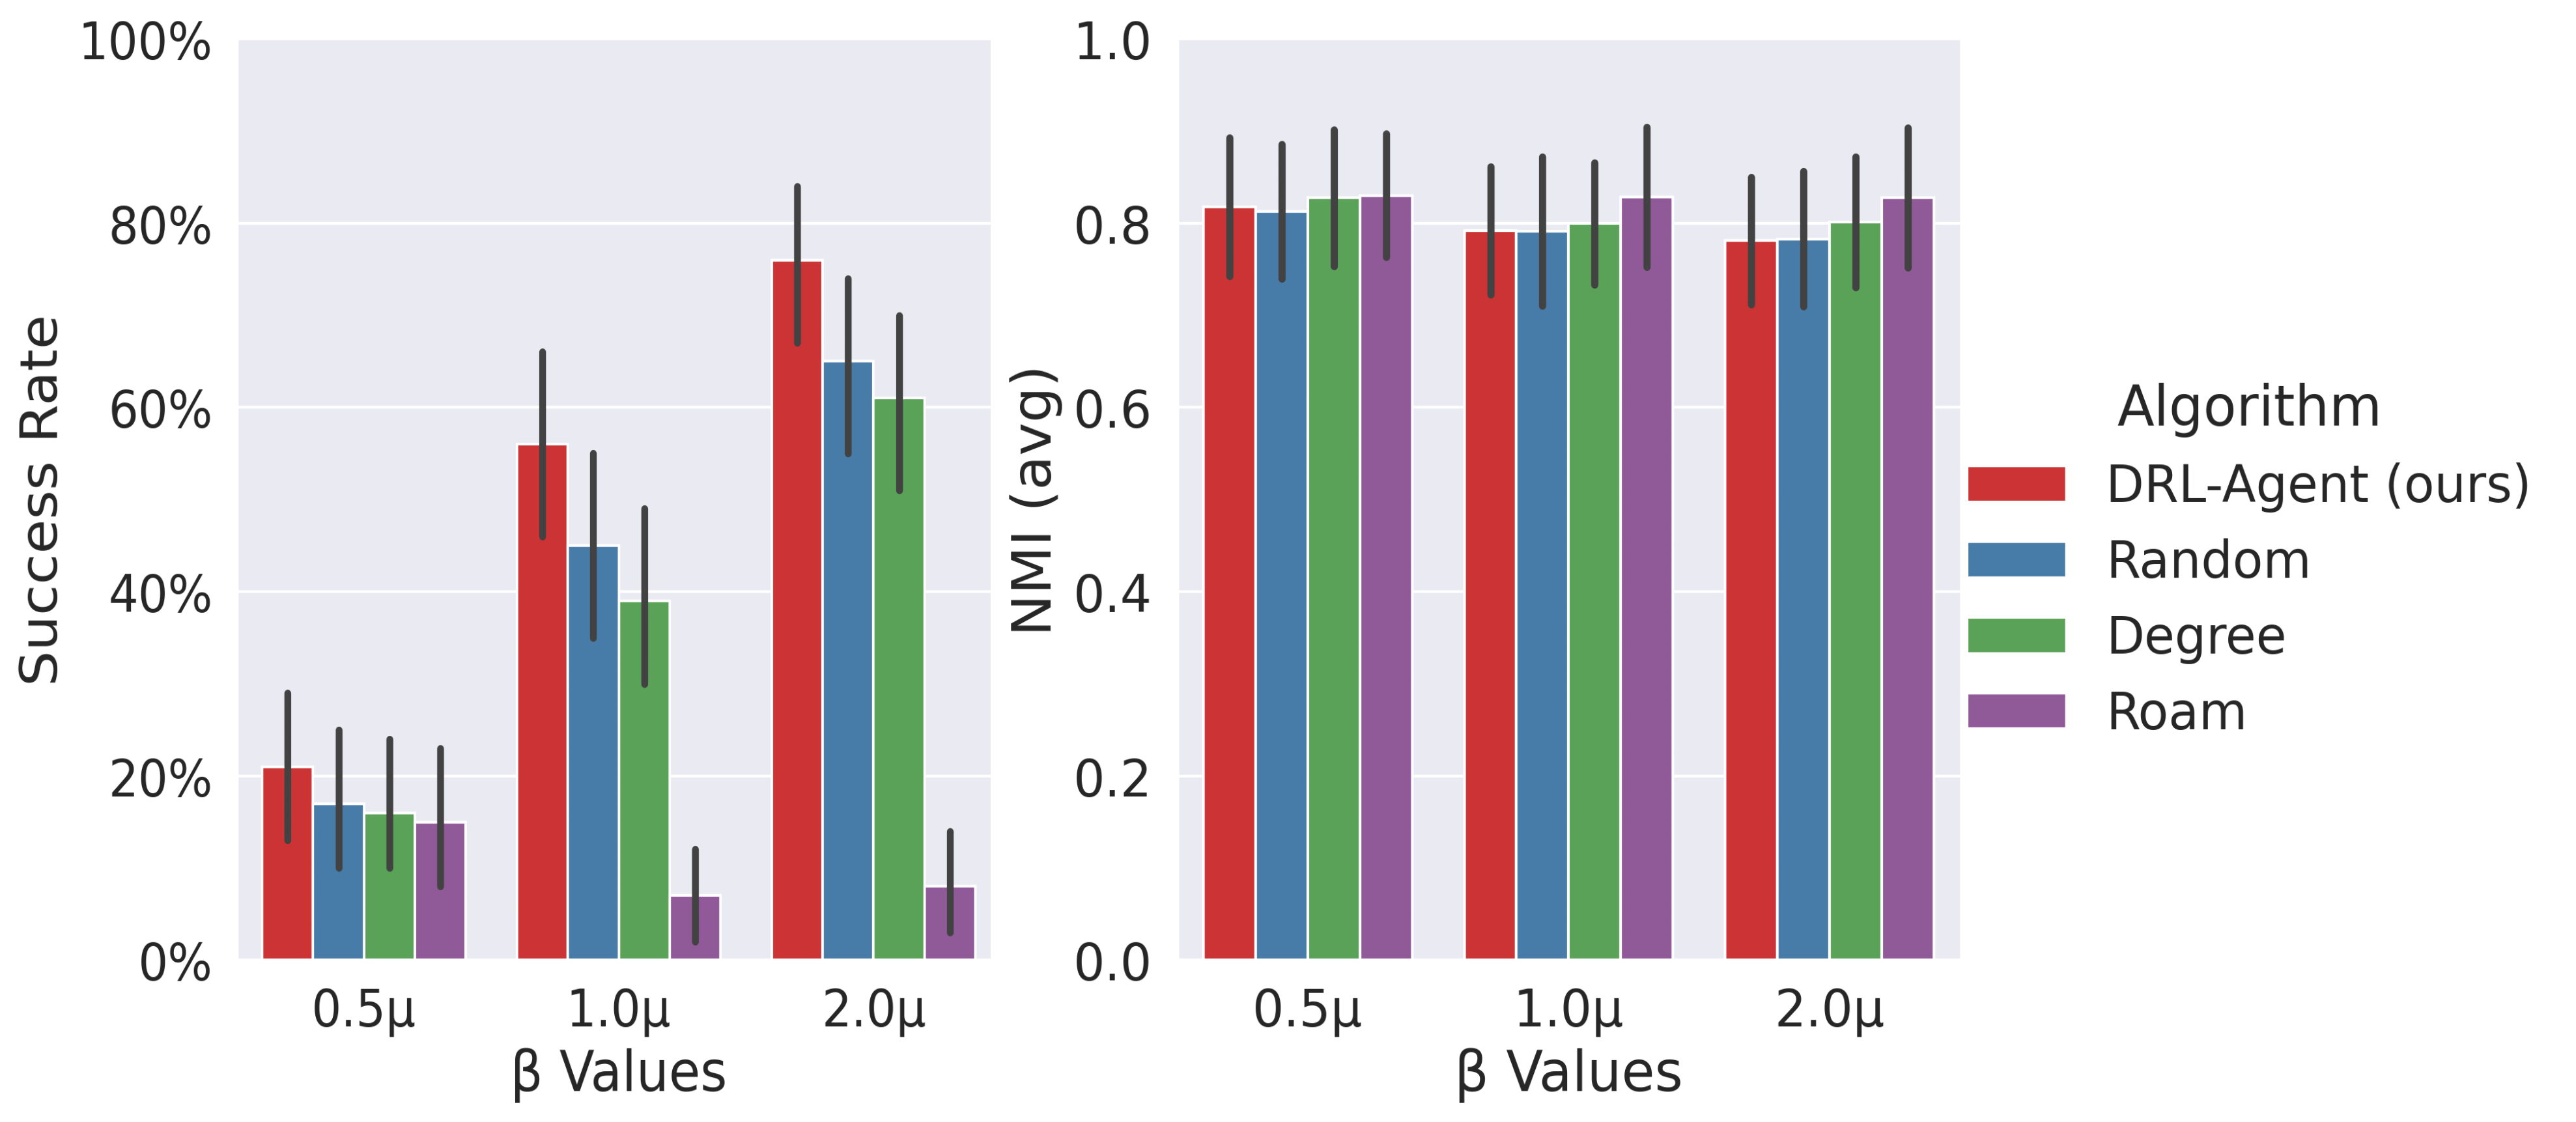 100%
80%
60%
40%
20%
0%
Success Rate
0.5μ 1.0μ 2.0μ
β Values
1.0
0.8
0.6
0.4
0.2
0.0
NMI (avg)
0.5μ 1.0μ 2.0μ
β Values
Algorithm
DRL-Agent (ours)
Random
Degree
Roam